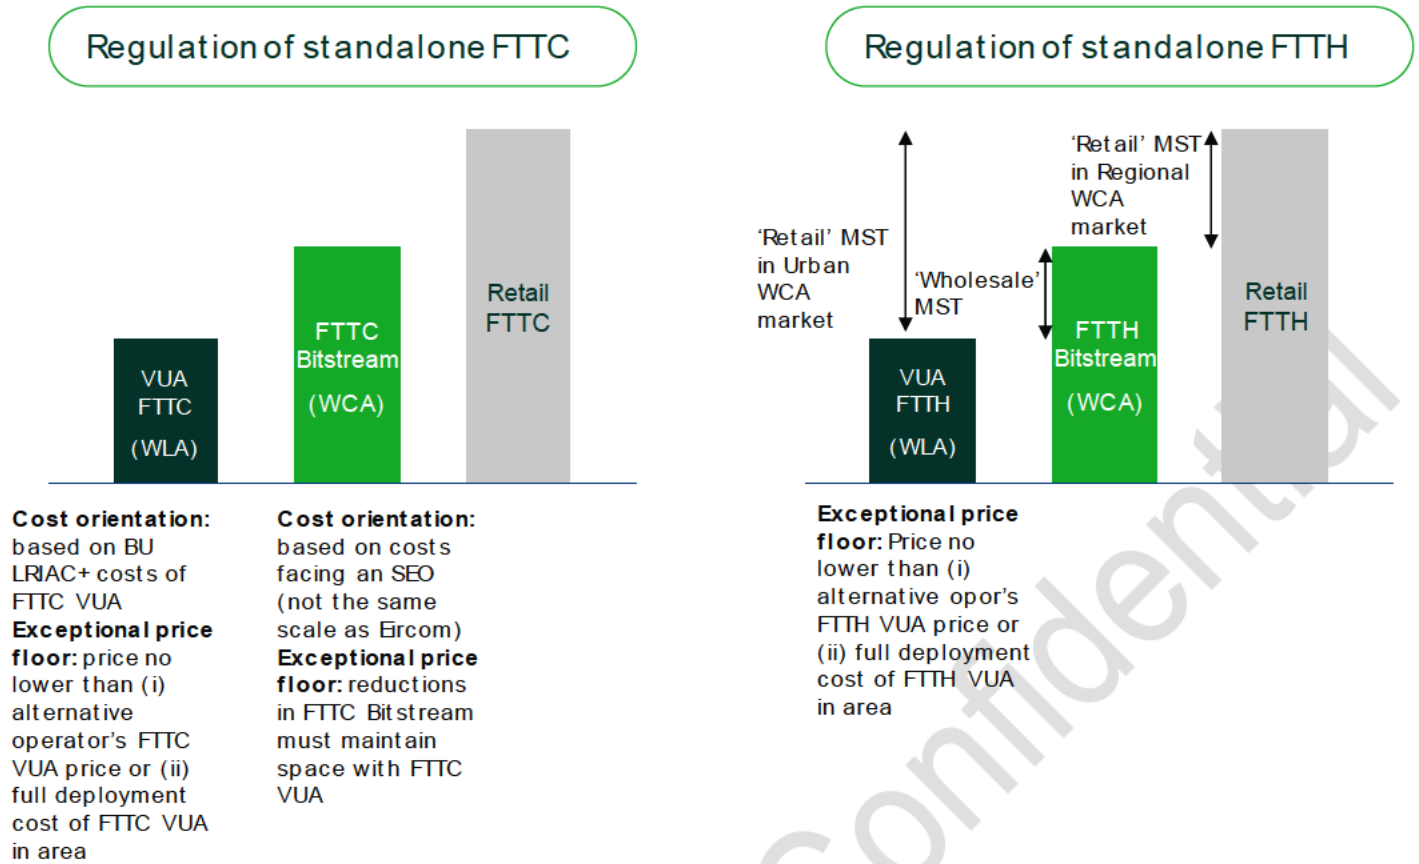 Regulation of standalone FTTC
VUA
FTTC
(WLA)
FTTC
Bitstream
(WCA)
Retail
FTTC
Cost orientation:
based on BU
LRIAC+ costs of
FTTC VUA
Exceptional price
floor: price no
lower than (i)
alternative
operator's FTTC
VUA price or (ii)
full deployment
cost of FTTC VUA
in area
Cost orientation:
based on costs
facing an SEO
(not the same
scale as Eircom)
Exceptional price
floor: reductions
in FTTC Bitstream
must maintain
space with FTTC
VUA
Regulation of standalone FTTH
‘Retail’ MST
in Urban
WCA
market
‘Wholesale’
MST
‘Retail’ MST
in Regional
WCA
market
VUA
FTTH
(WLA)
FTTH
Bitstream
(WCA)
Retail
FTTH
Exceptional price
floor: Price no
lower than (i)
alternative opor’s
FTTH VUA price or
(ii) full deployment
cost of FTTH VUA
in area
Confidential